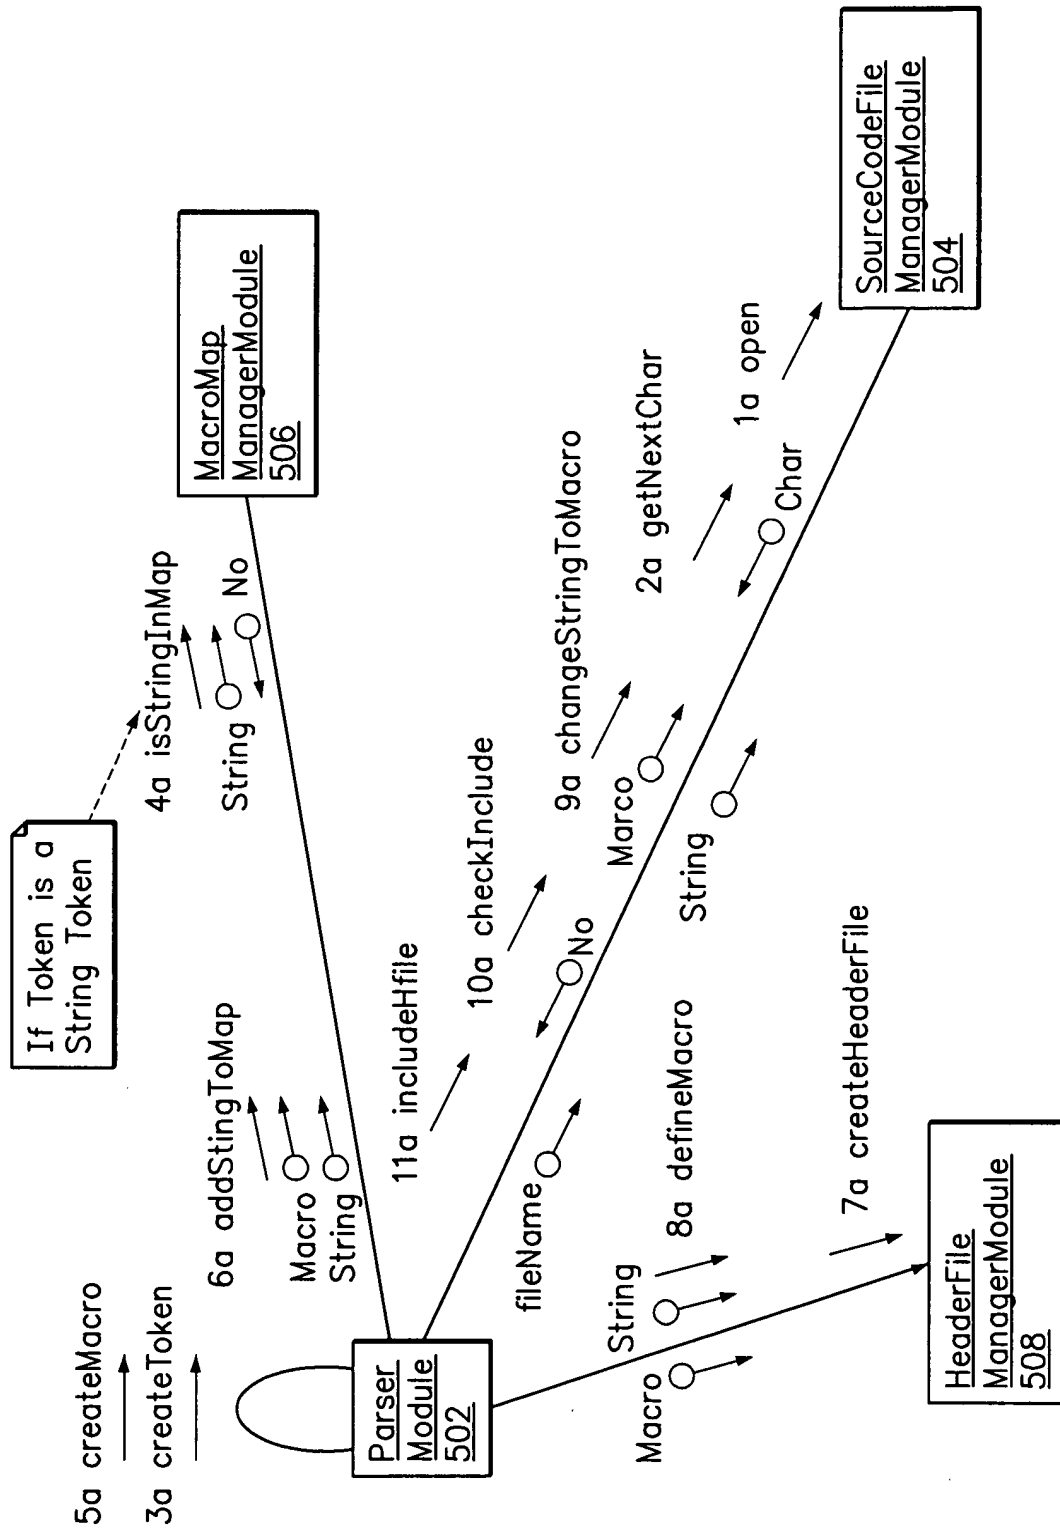 5a createMacro
3a createToken
Parser
Module
502
6a addStingToMap
Macro
String
If Token is a
String Token
4a isStringInMap
String
No
MacroMap
ManagerModule
506
11a includeHfile
fileName
10a checkInclude
No
9a changeStringToMacro
Marco
String
2a getNextChar
Char
1a open
SourceCodeFile
ManagerModule
504
8a defineMacro
String
Macro
7a createHeaderFile
HeaderFile
ManagerModule
508